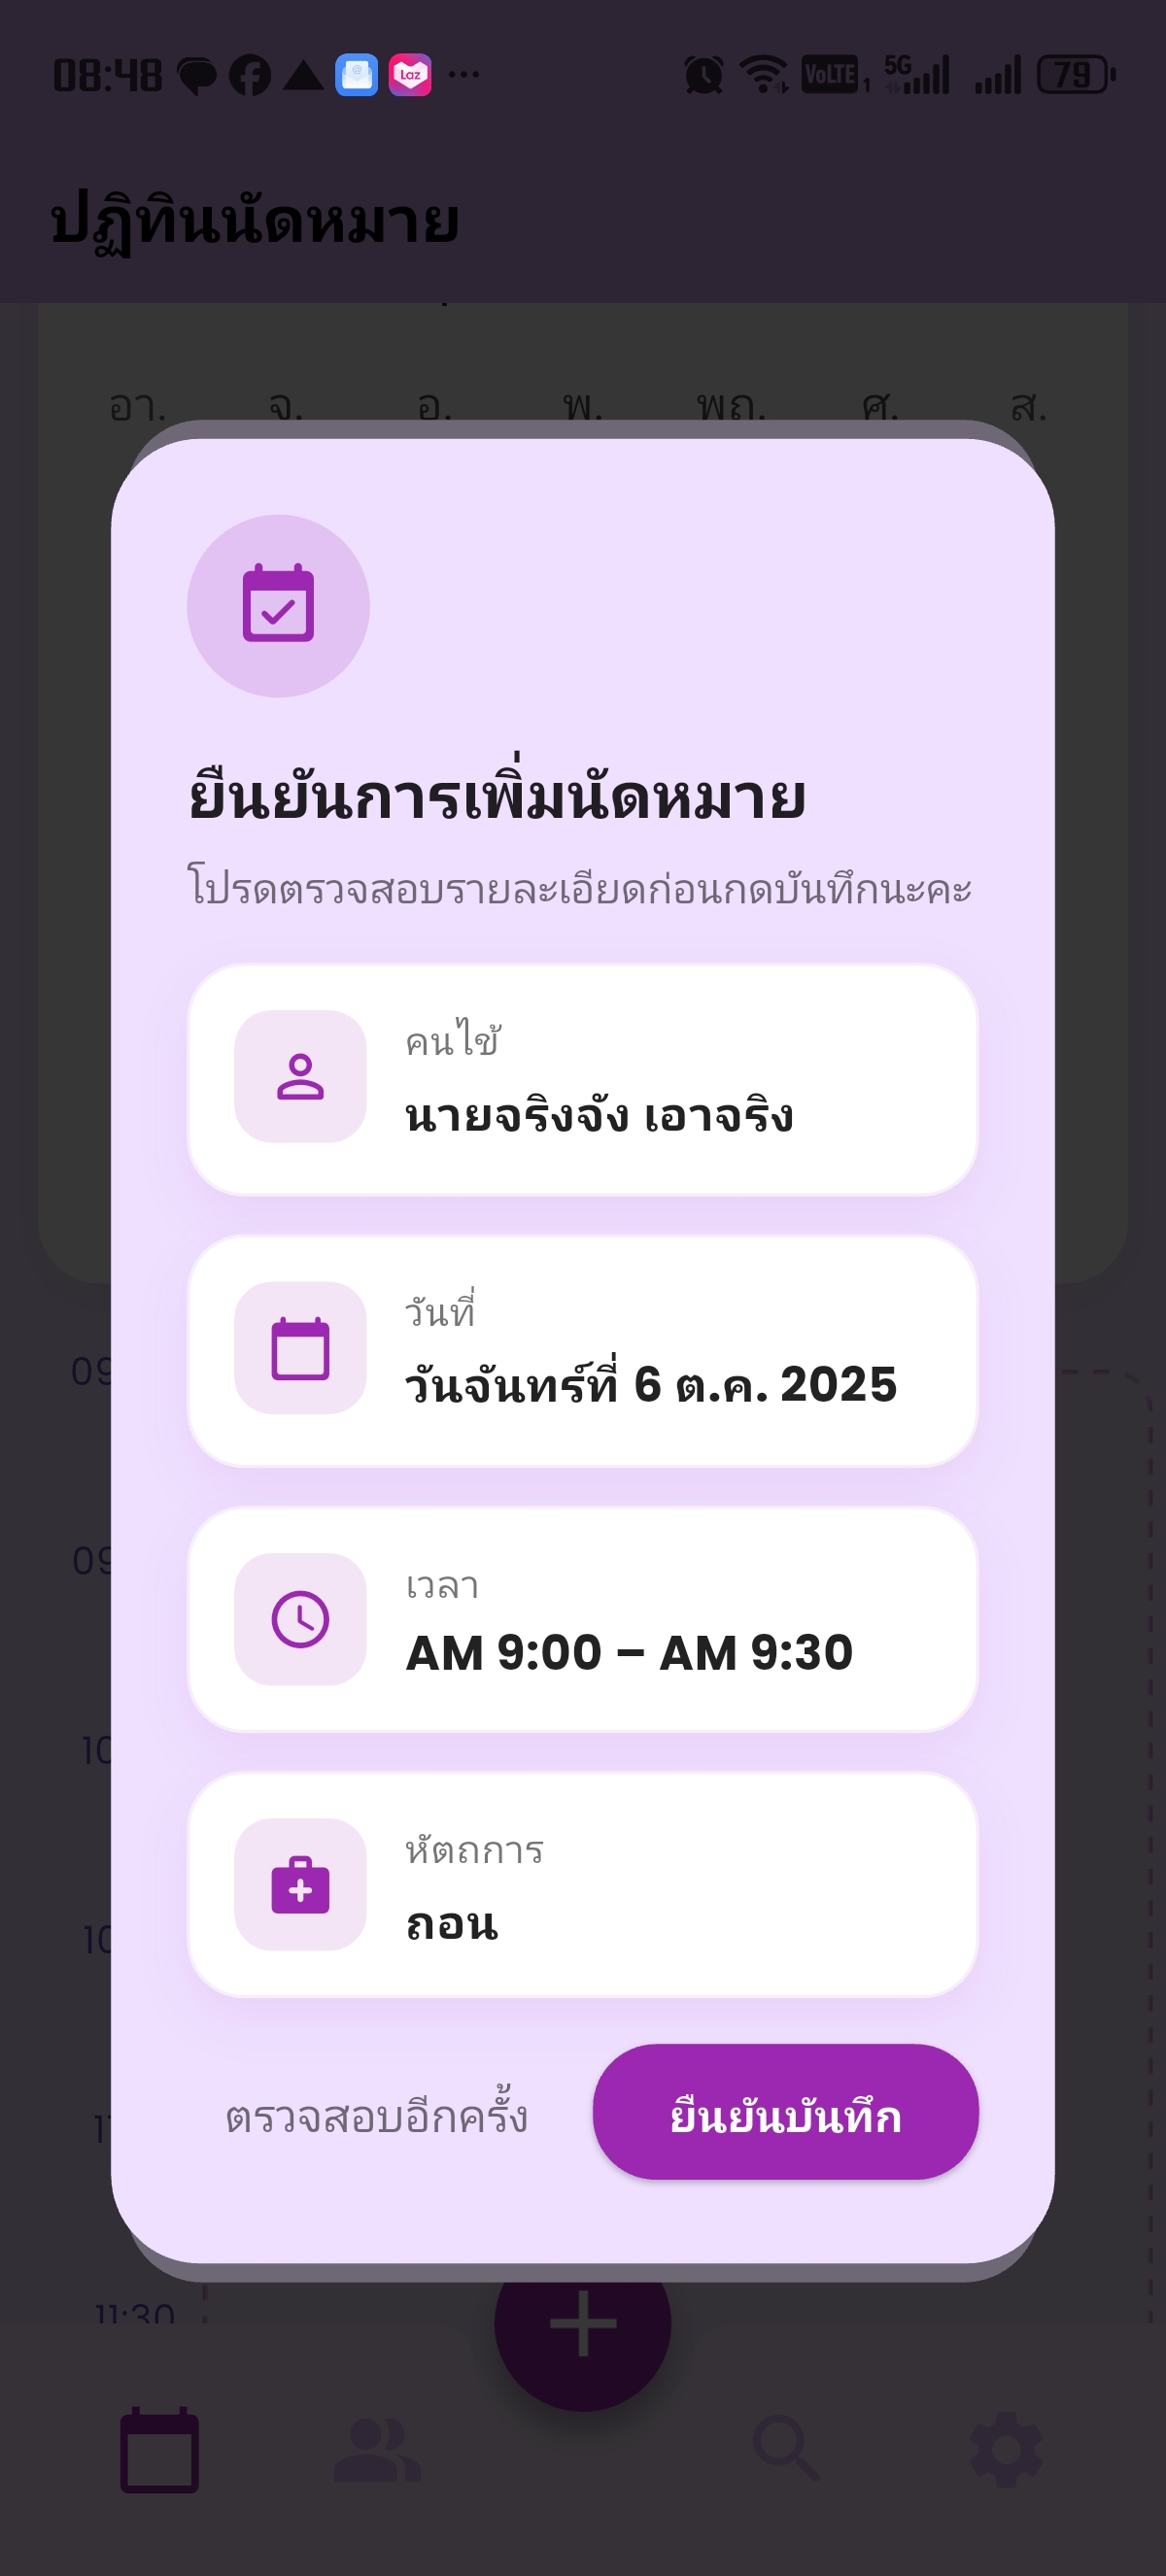 08:48
Laz
VoLTE 1
5G
79
ปฏิทินนัดหมาย
อา. จ. อ. พ. พฤ. ศ. ส.
ยืนยันการเพิ่มนัดหมาย
โปรดตรวจสอบรายละเอียดก่อนกดบันทึกนะคะ
คนไข้
นายจริงจัง เอาจริง
09
วันที่
วันจันทร์ที่ 6 ต.ค. 2025
09
เวลา
AM 9:00 – AM 9:30
10
หัตถการ
ถอน
10
ตรวจสอบอีกครั้ง
ยืนยันบันทึก
11:30